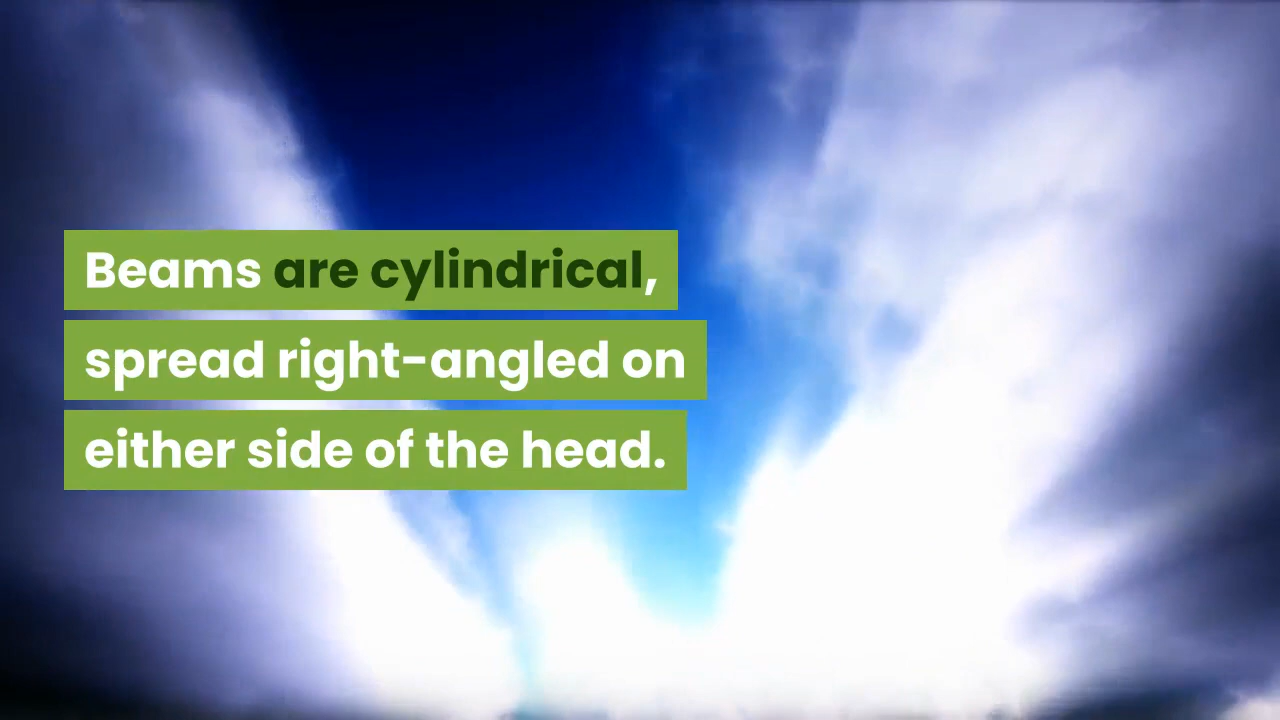 Beams are cylindrical,
spread right-angled on
either side of the head.